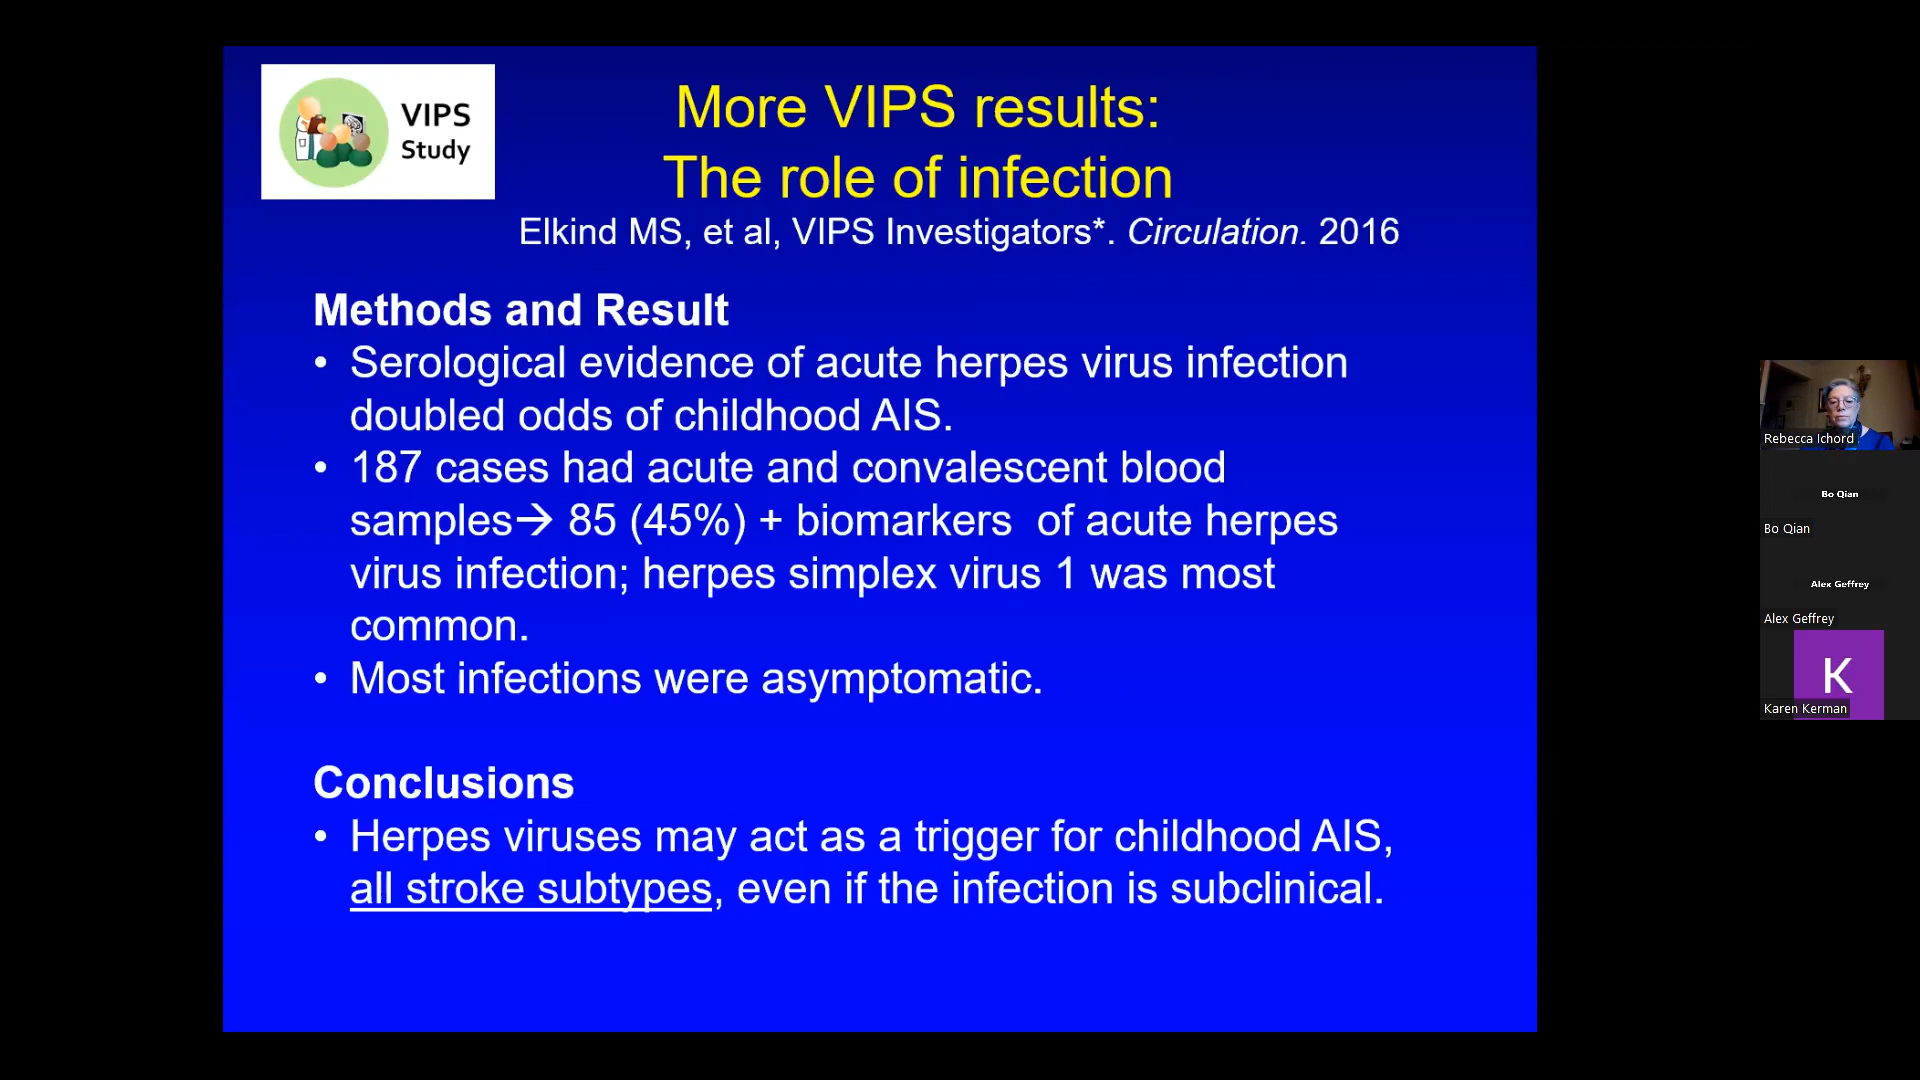 VIPS
Study
More VIPS results:
The role of infection
Elkind MS, et al, VIPS Investigators*. Circulation. 2016
Methods and Result
• Serological evidence of acute herpes virus infection
doubled odds of childhood AIS.
• 187 cases had acute and convalescent blood
samples→ 85 (45%) + biomarkers of acute herpes
virus infection; herpes simplex virus 1 was most
common.
• Most infections were asymptomatic.
Conclusions
• Herpes viruses may act as a trigger for childhood AIS,
all stroke subtypes, even if the infection is subclinical.
Rebecca Ichord
Bo Qian
Bo Qian
Alex Geffrey
Alex Geffrey
K
Karen Kerman